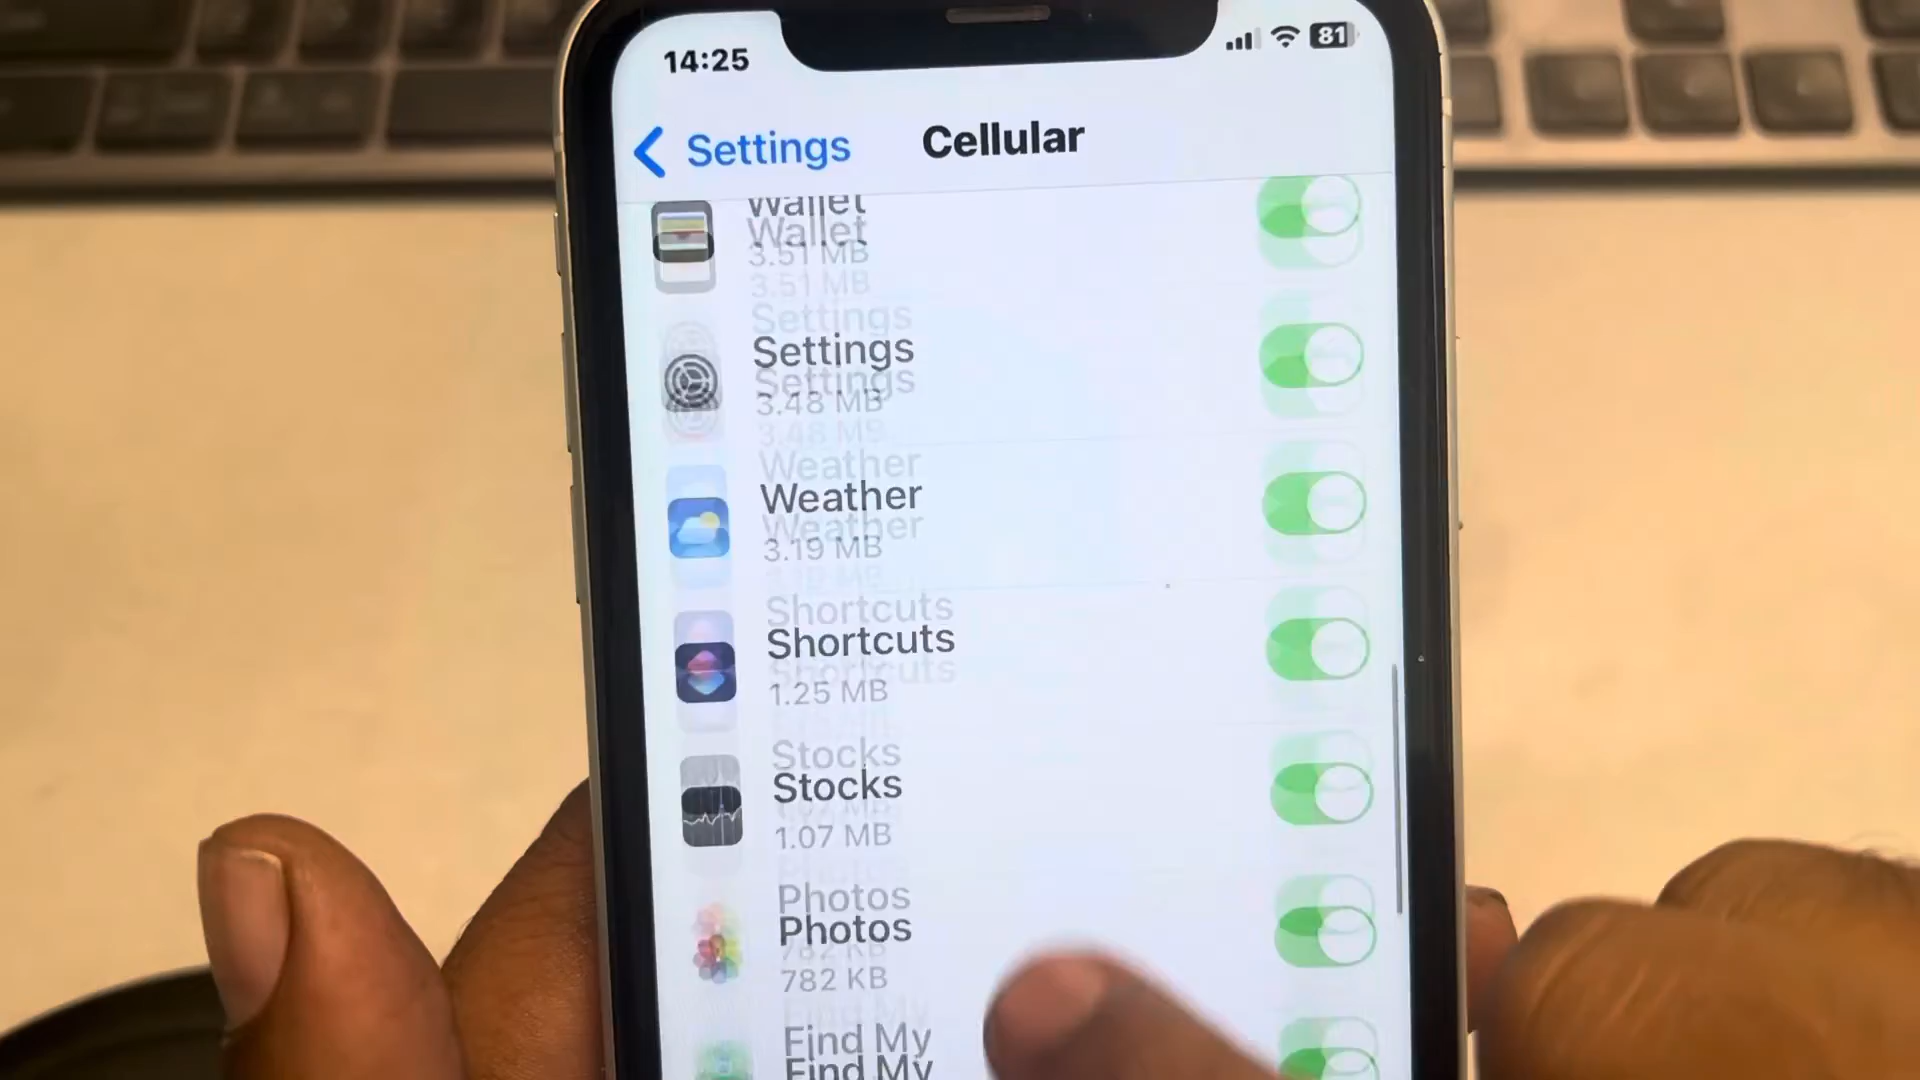 14:25
81
Settings
Cellular
Wallet
3.51 MB
Settings
3.48 MB
Weather
3.19 MB
Shortcuts
1.25 MB
Stocks
1.07 MB
Photos
782 KB
Find My